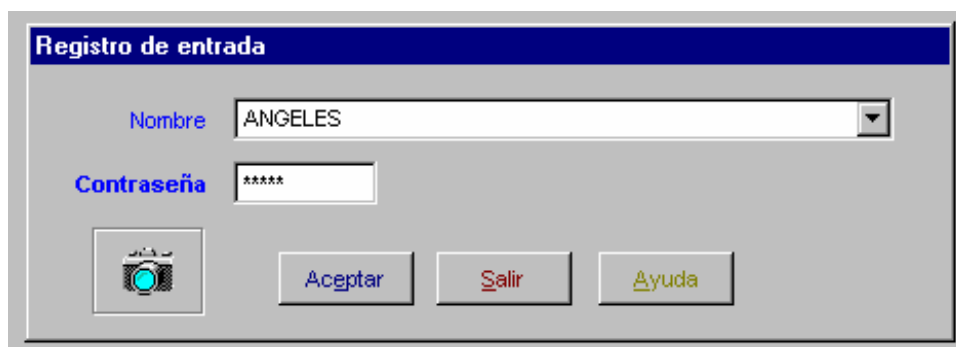 Registro de entrada
Nombre ANGELES
Contraseña *****
Aceptar Salir Ayuda